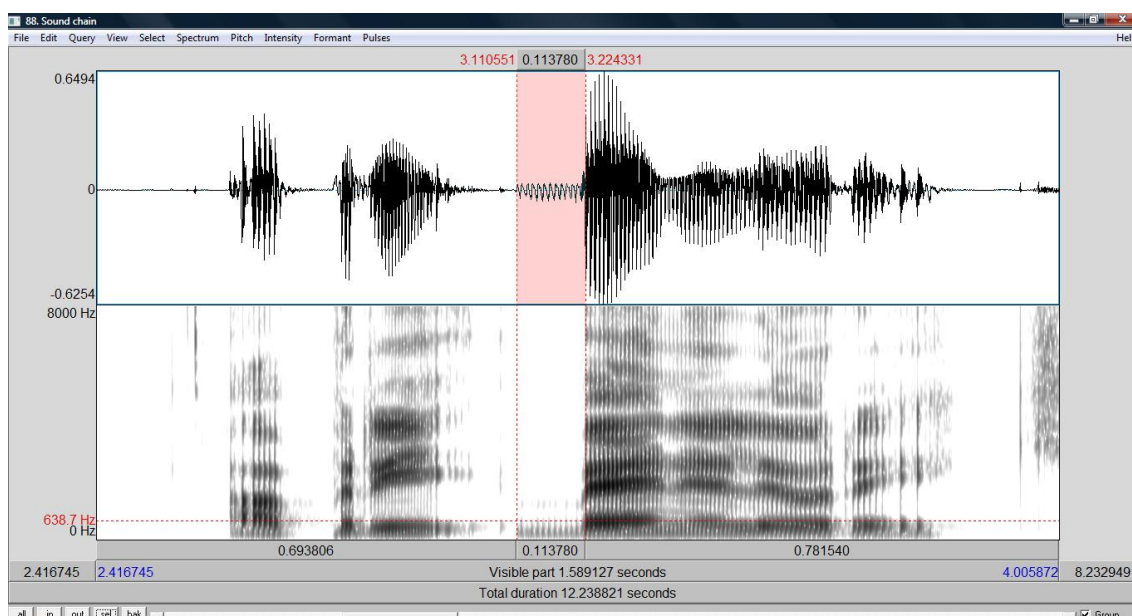 88. Sound chain
File Edit Query View Select Spectrum Pitch Intensity Formant Pulses Hel
3.110551 0.113780 3.224331
0.6494
0
-0.6254
8000 Hz
638.7 Hz
0 Hz
0.693806 0.113780 0.781540
2.416745 2.416745 Visible part 1.589127 seconds 4.005872 8.232949
Total duration 12.238821 seconds
all in out sel bak Group